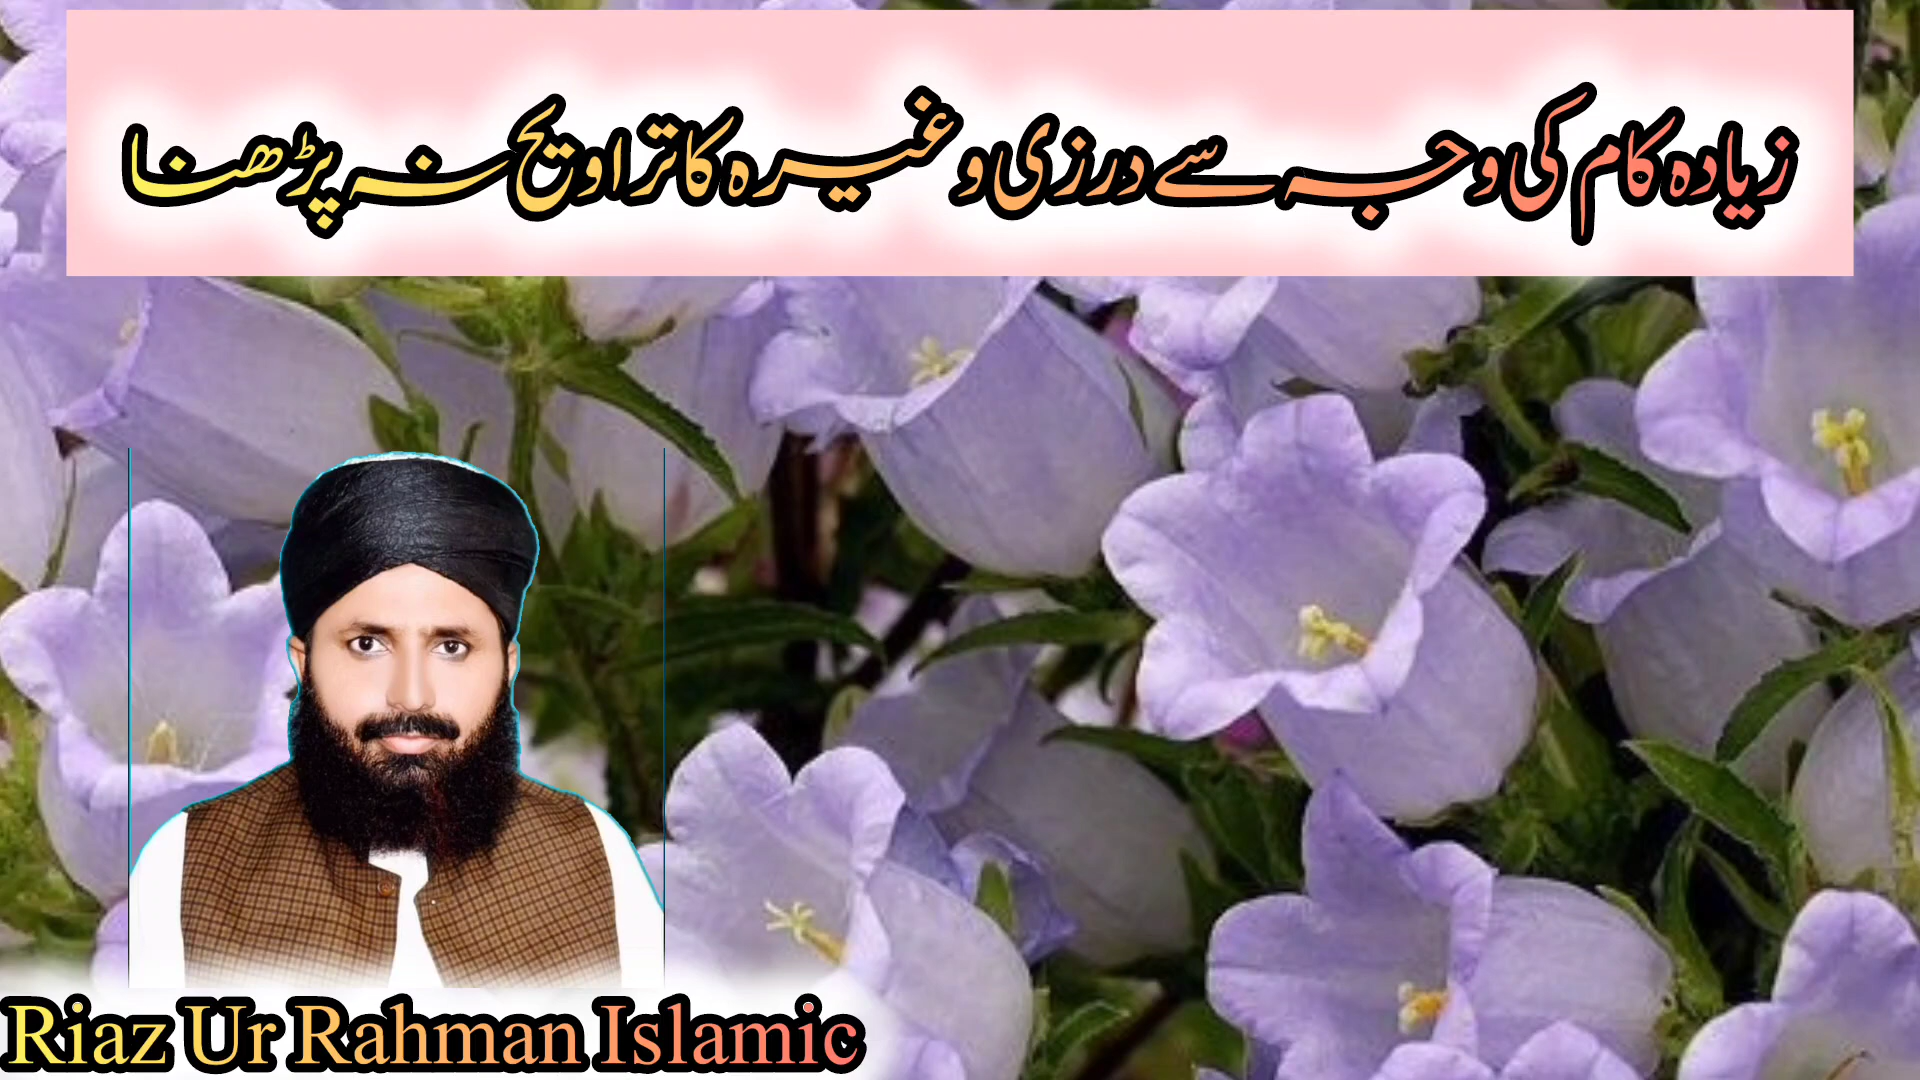 زیادہ کام کی وجہ سے درزی وغیرہ کا تراویح نہ پڑھنا
Riaz Ur Rahman Islamic